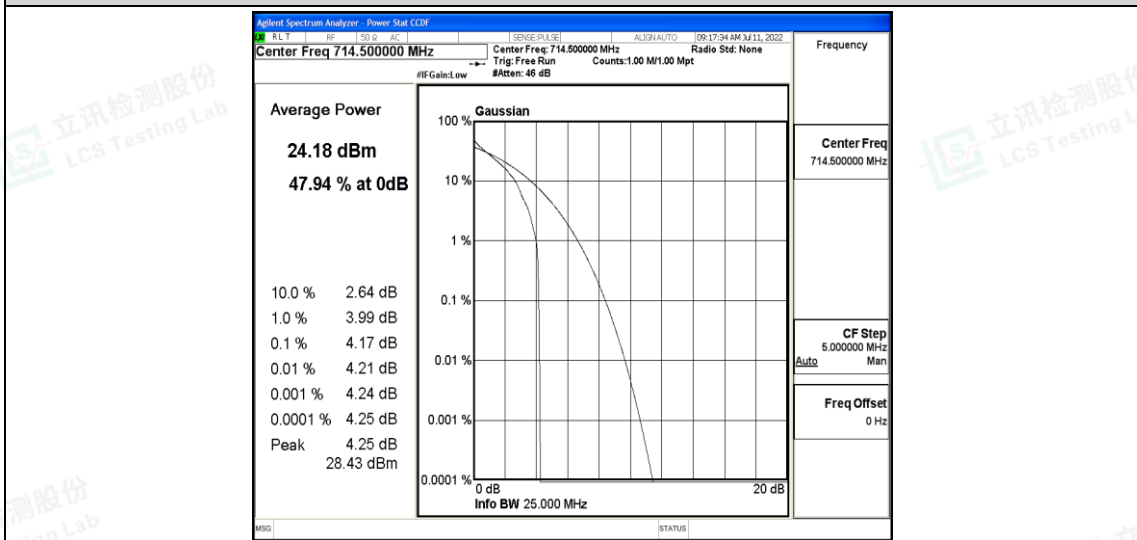 Agilent Spectrum Analyzer - Power Stat CCDF
RLT RF 50 Ω AC SENSE:PULSE ALIGNAUTO 09:17:34 AM Jul 11, 2022
Center Freq 714.500000 MHz
Center Freq: 714.500000 MHz Radio Std: None
Trig: Free Run Counts:1.00 M/1.00 Mpt
#IFGain:Low #Atten: 46 dB
Frequency
Average Power
24.18 dBm
47.94 % at 0dB
10.0 % 2.64 dB
1.0 % 3.99 dB
0.1 % 4.17 dB
0.01 % 4.21 dB
0.001 % 4.24 dB
0.0001 % 4.25 dB
Peak 4.25 dB
28.43 dBm
Gaussian
100 %
10 %
1 %
0.1 %
0.01 %
0.001 %
0.0001 %
0 dB 20 dB
Info BW 25.000 MHz
Center Freq
714.500000 MHz
CF Step
5.000000 MHz
Auto Man
Freq Offset
0 Hz
MSG STATUS
立讯检测股份
LCS Testing Lab
立讯检测股份
LCS Testing L
测股份
ng Lab